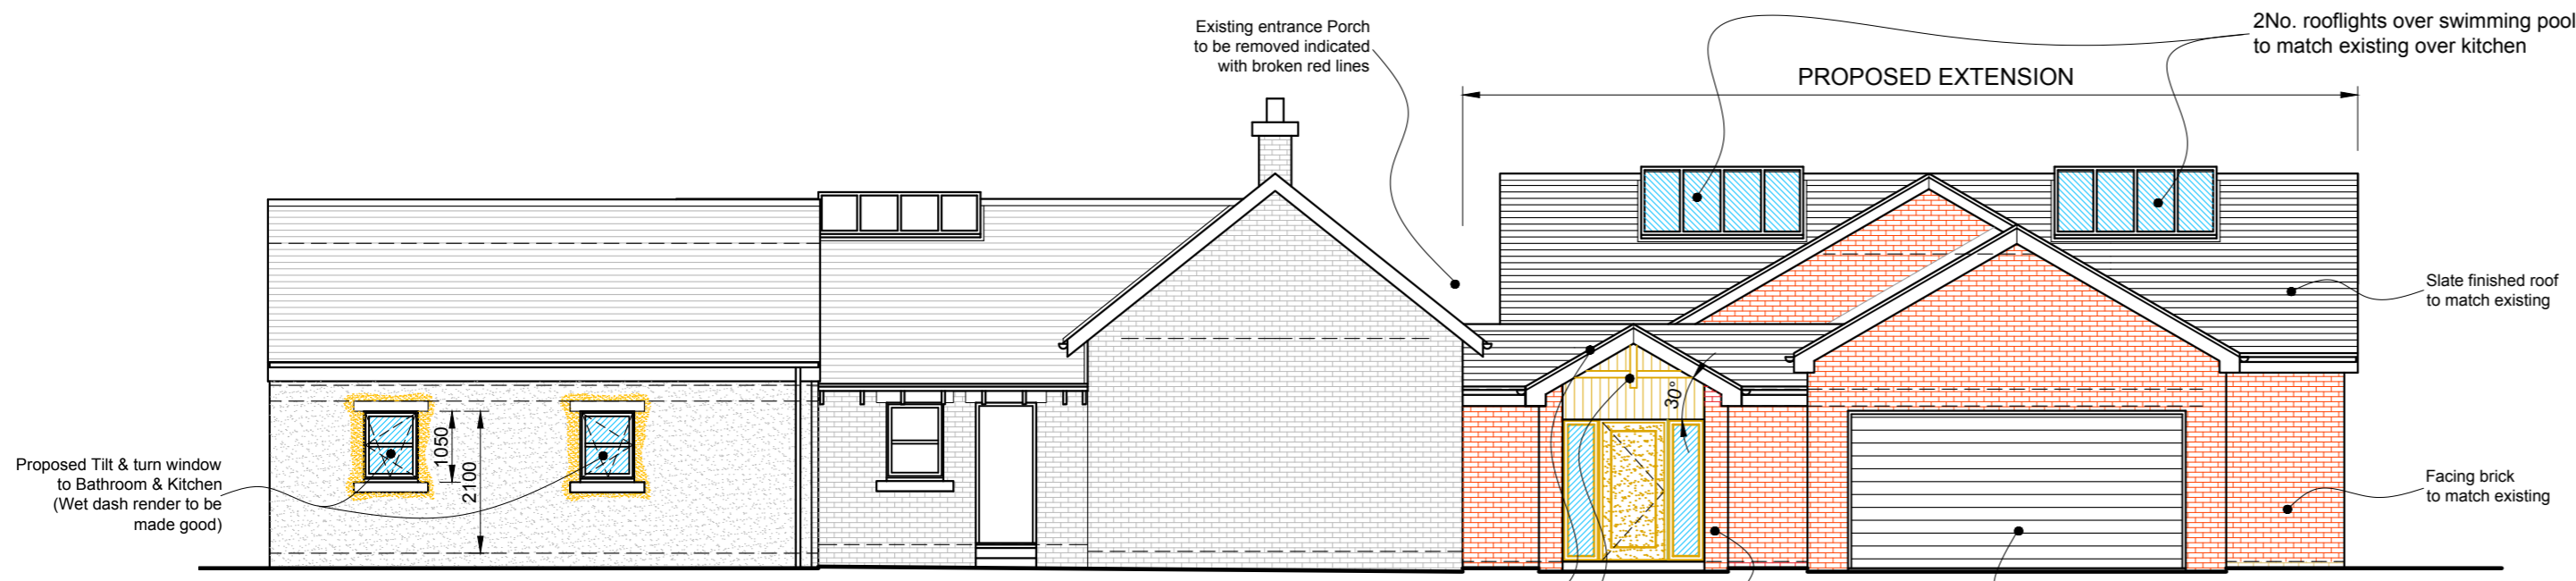 Existing entrance Porch
to be removed indicated
with broken red lines
2No. rooflights over swimming pool
to match existing over kitchen
PROPOSED EXTENSION
Slate finished roof
to match existing
30°
1050
2100
Proposed Tilt & turn window
to Bathroom & Kitchen
(Wet dash render to be
made good)
Facing brick
to match existing